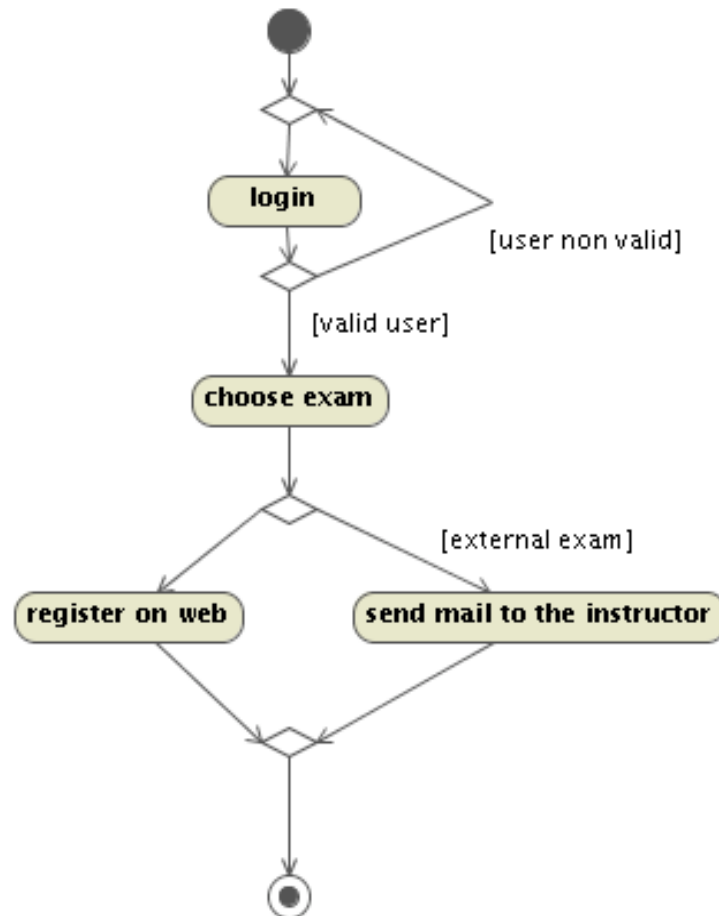 login
[user non valid]
[valid user]
choose exam
[external exam]
register on web
send mail to the instructor